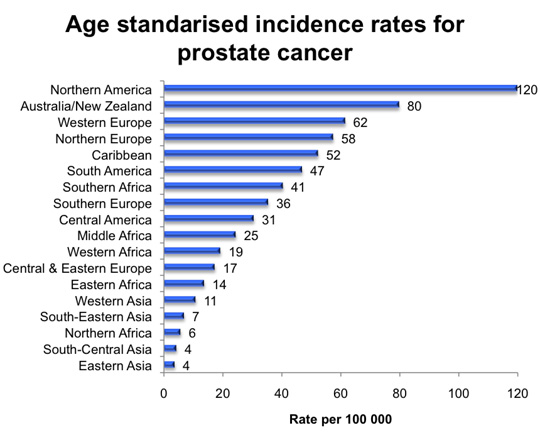 Age standarised incidence rates for
prostate cancer
Northern America 120
Australia/New Zealand 80
Western Europe 62
Northern Europe 58
Caribbean 52
South America 47
Southern Africa 41
Southern Europe 36
Central America 31
Middle Africa 25
Western Africa 19
Central & Eastern Europe 17
Eastern Africa 14
Western Asia 11
South-Eastern Asia 7
Northern Africa 6
South-Central Asia 4
Eastern Asia 4
0 20 40 60 80 100 120
Rate per 100 000